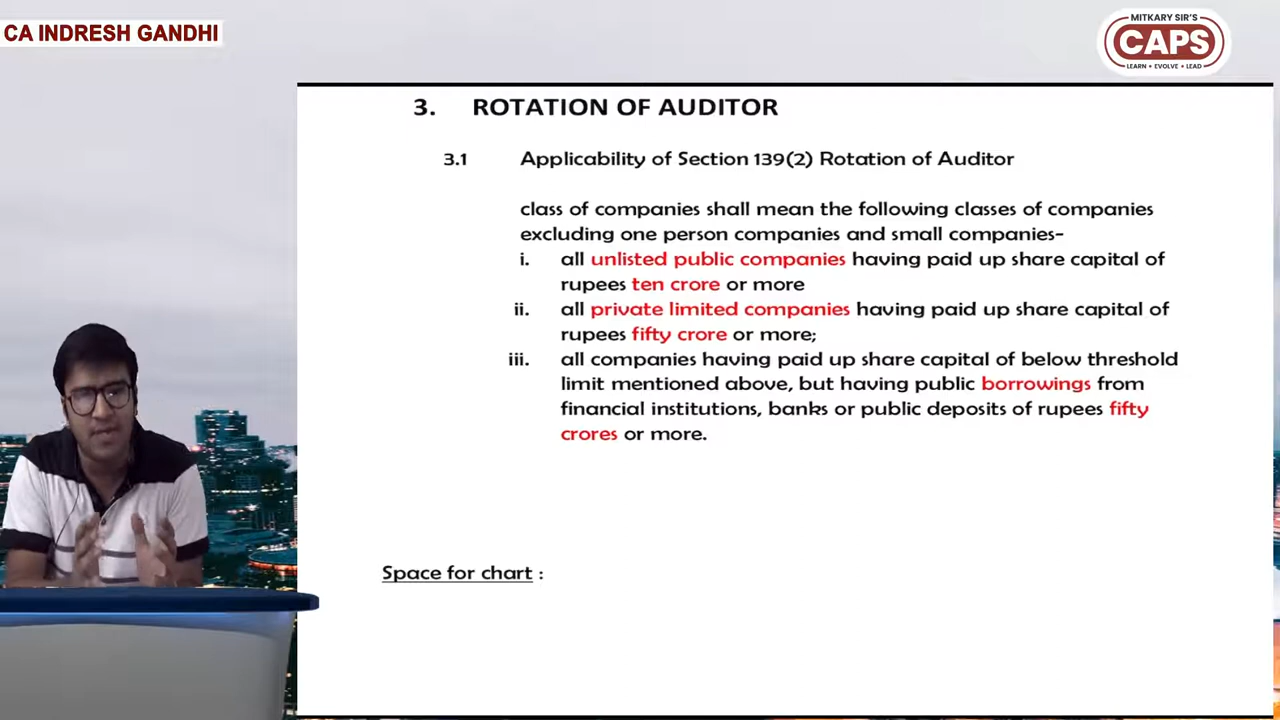 CA INDRESH GANDHI
MITKARY SIR'S
CAPS
LEARN • EVOLVE • LEAD
3. ROTATION OF AUDITOR
3.1 Applicability of Section 139(2) Rotation of Auditor
class of companies shall mean the following classes of companies
excluding one person companies and small companies-
i. all unlisted public companies having paid up share capital of
rupees ten crore or more
ii. all private limited companies having paid up share capital of
rupees fifty crore or more;
iii. all companies having paid up share capital of below threshold
limit mentioned above, but having public borrowings from
financial institutions, banks or public deposits of rupees fifty
crores or more.
Space for chart :